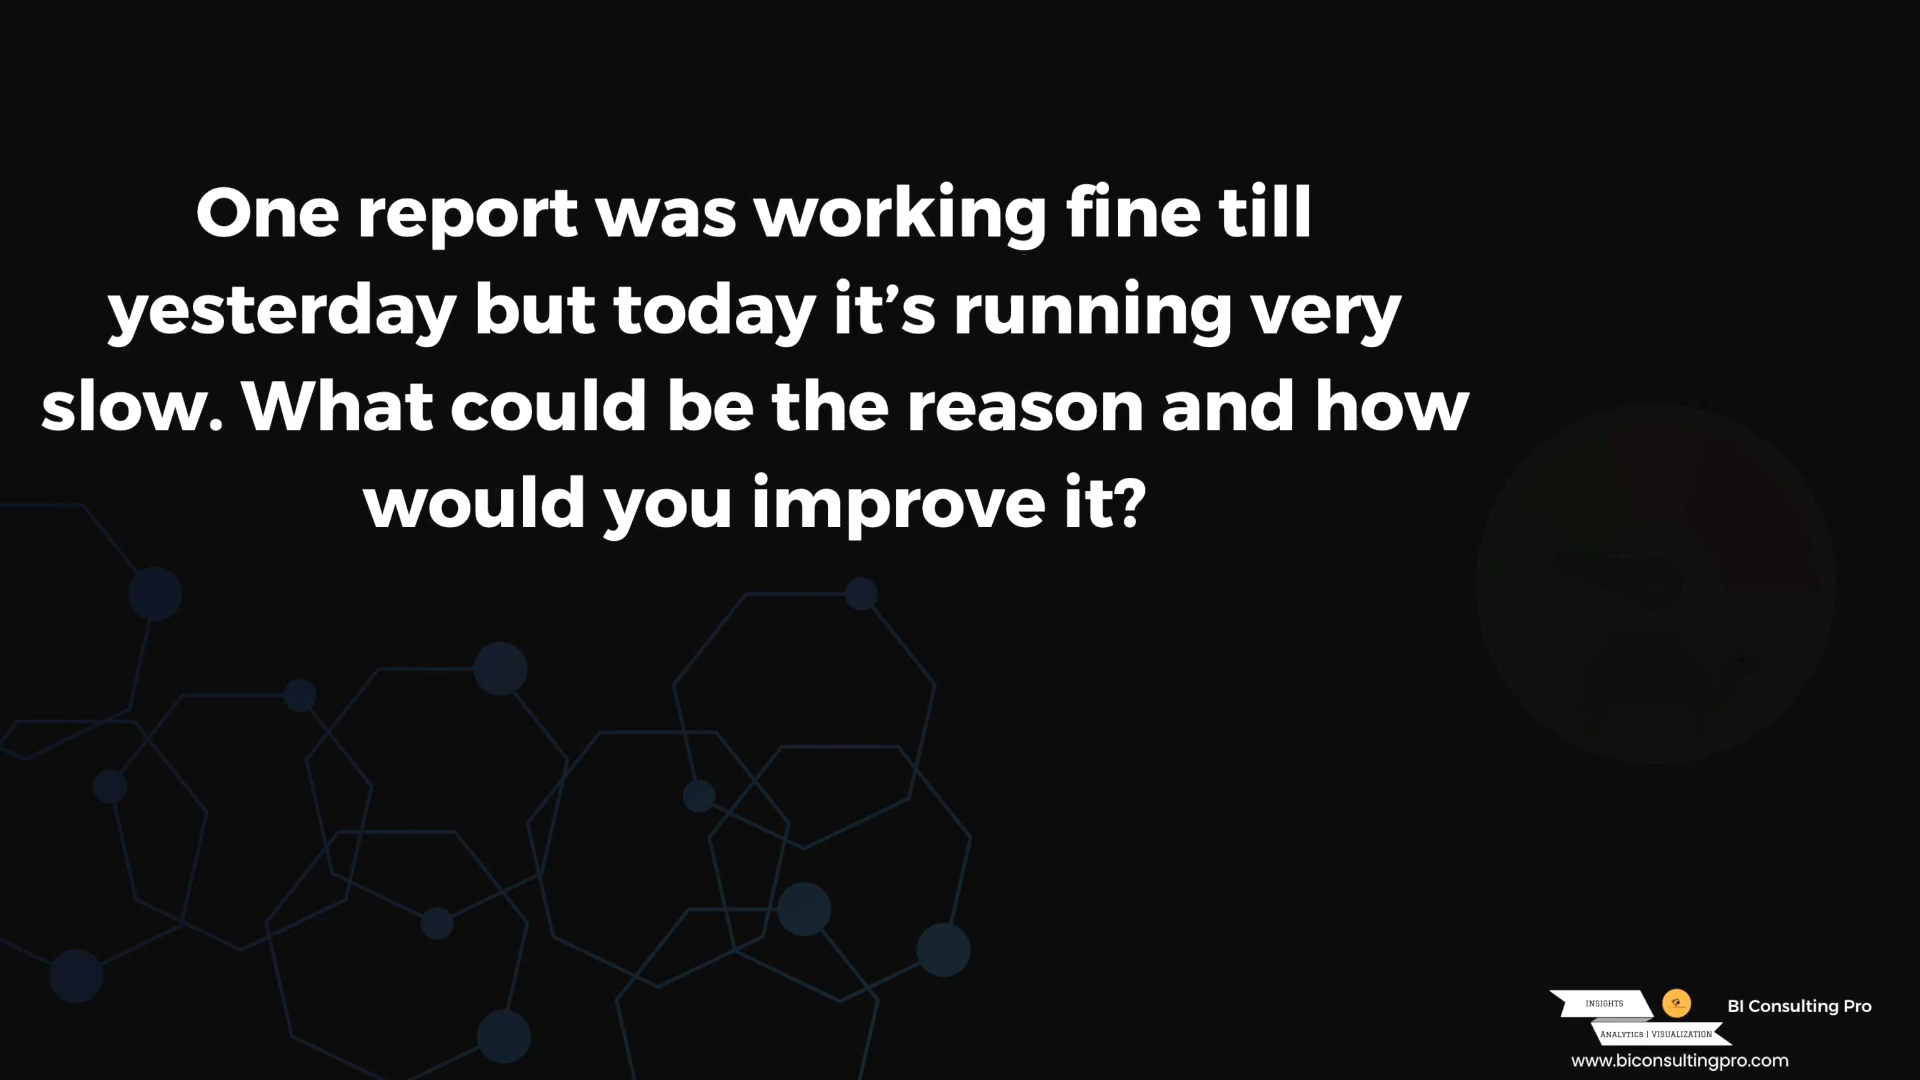 One report was working fine till
yesterday but today it’s running very
slow. What could be the reason and how
would you improve it?
INSIGHTS
BI Consulting Pro
ANALYTICS | VISUALIZATION
www.biconsultingpro.com